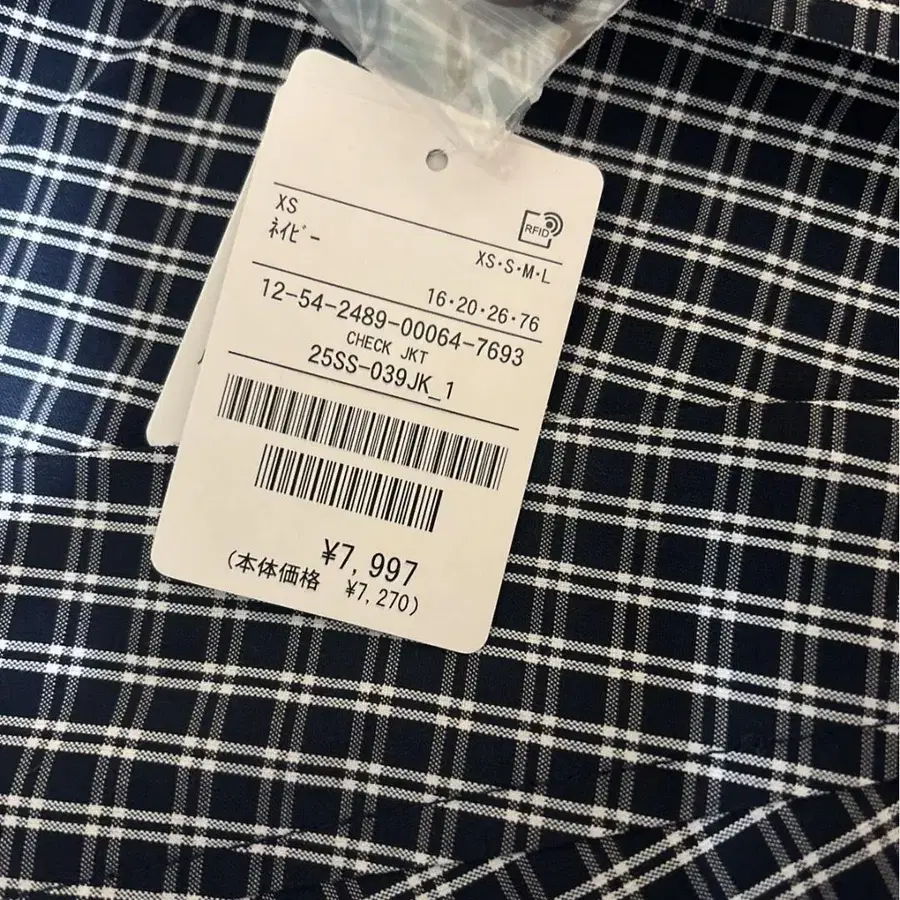 XS
RFID
ﾈｲﾋﾞｰ
XS・S・M・L
16・20・26・76
12-54-2489-00064-7693
CHECK JKT
25SS-039JK_1
¥7,997
(本体価格 ¥7,270)